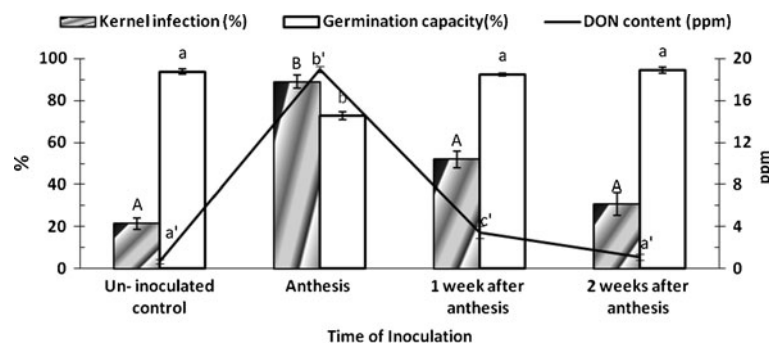 Kernel infection (%) Germination capacity(%) DON content (ppm)
100 20
80 16
60 12
40 8
20 4
0 0
%
ppm
A a a'
B b' b
A a c'
A a a'
Un- inoculated control Anthesis 1 week after anthesis 2 weeks after anthesis
Time of Inoculation